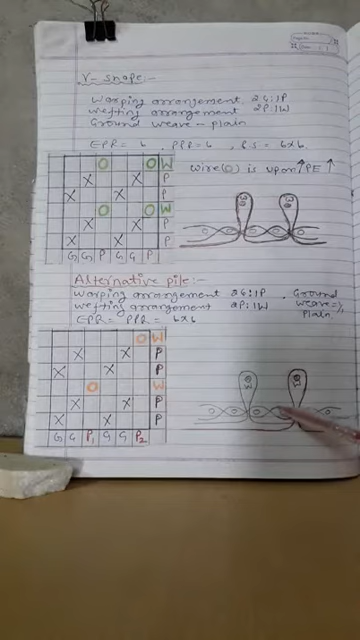 V- shape:-
Warping arrangement 2G:1P
Wefting arrangement 2P:1W
Ground weave - plain
EPR = 6 , PPR = 6 , R.S = 6x6
O O W Wire(O) is upon ↑ PE ↑
X P
X X P
O O W
X X P
X X P
G G P G G P
Alternative pile:-
Warping arrangement 2G:1P . Ground
Wefting arrangement 2P:1W weave =>
EPR = PPR = 6x6 Plain.
O W
X X P
X X P
O W
X X P
X X P
G G P1 G G P2